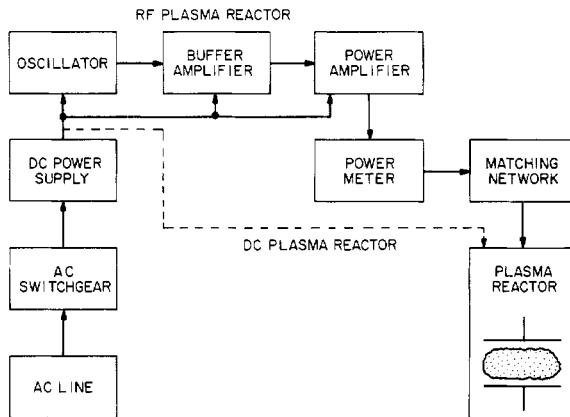 RF PLASMA REACTOR
OSCILLATOR
BUFFER
AMPLIFIER
POWER
AMPLIFIER
DC POWER
SUPPLY
POWER
METER
MATCHING
NETWORK
DC PLASMA REACTOR
AC
SWITCHGEAR
PLASMA
REACTOR
AC LINE